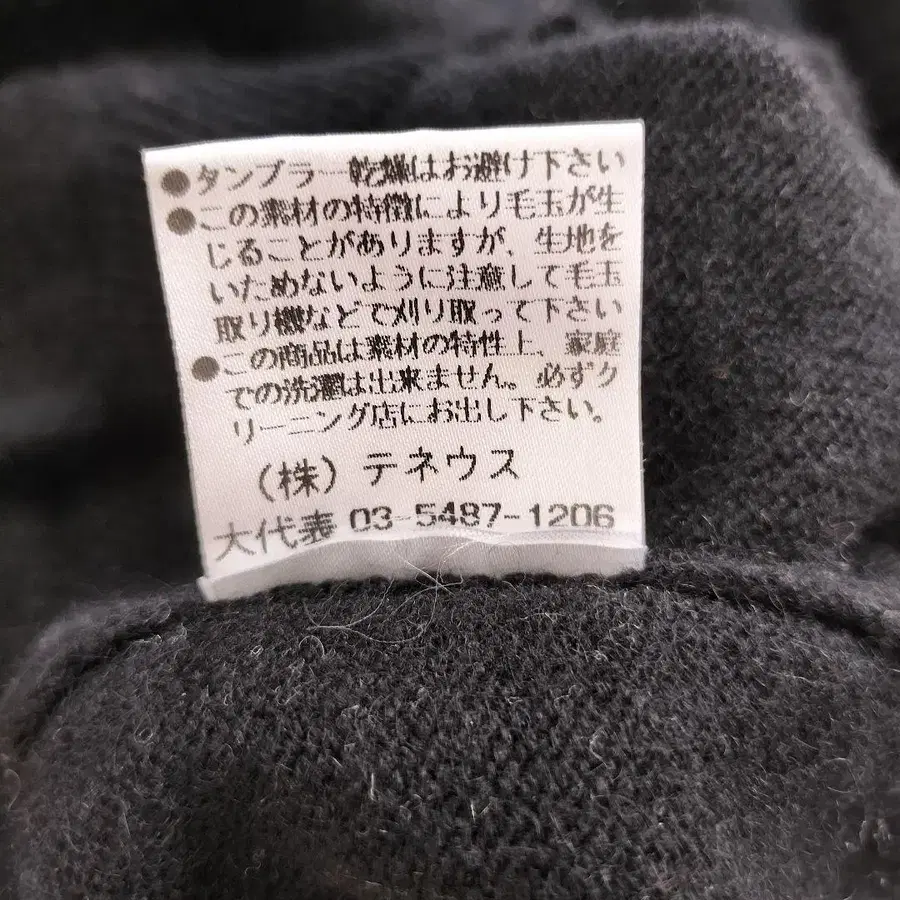 ●タンブラー乾燥はお避け下さい
●この素材の特徴により毛玉が生
じることがありますが、生地を
いためないように注意して毛玉
取り機などで刈り取って下さい
●この商品は素材の特性上、家庭
での洗濯は出来ません。必ずク
リーニング店にお出し下さい。
(株)テネウス
大代表 03-5487-1206